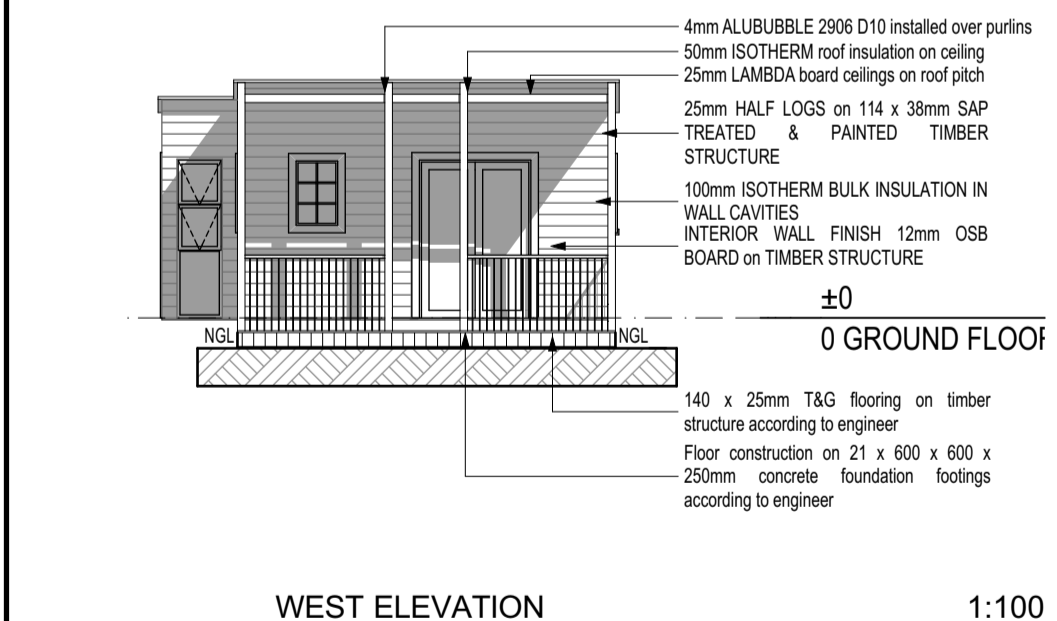 4mm ALUBUBBLE 2906 D10 installed over purlins
50mm ISOTHERM roof insulation on ceiling
25mm LAMBDA board ceilings on roof pitch
25mm HALF LOGS on 114 x 38mm SAP
TREATED & PAINTED TIMBER
STRUCTURE
100mm ISOTHERM BULK INSULATION IN
WALL CAVITIES
INTERIOR WALL FINISH 12mm OSB
BOARD on TIMBER STRUCTURE
±0
NGL
NGL
0 GROUND FLOOR
140 x 25mm T&G flooring on timber
structure according to engineer
Floor construction on 21 x 600 x 600 x
250mm concrete foundation footings
according to engineer
WEST ELEVATION
1:100